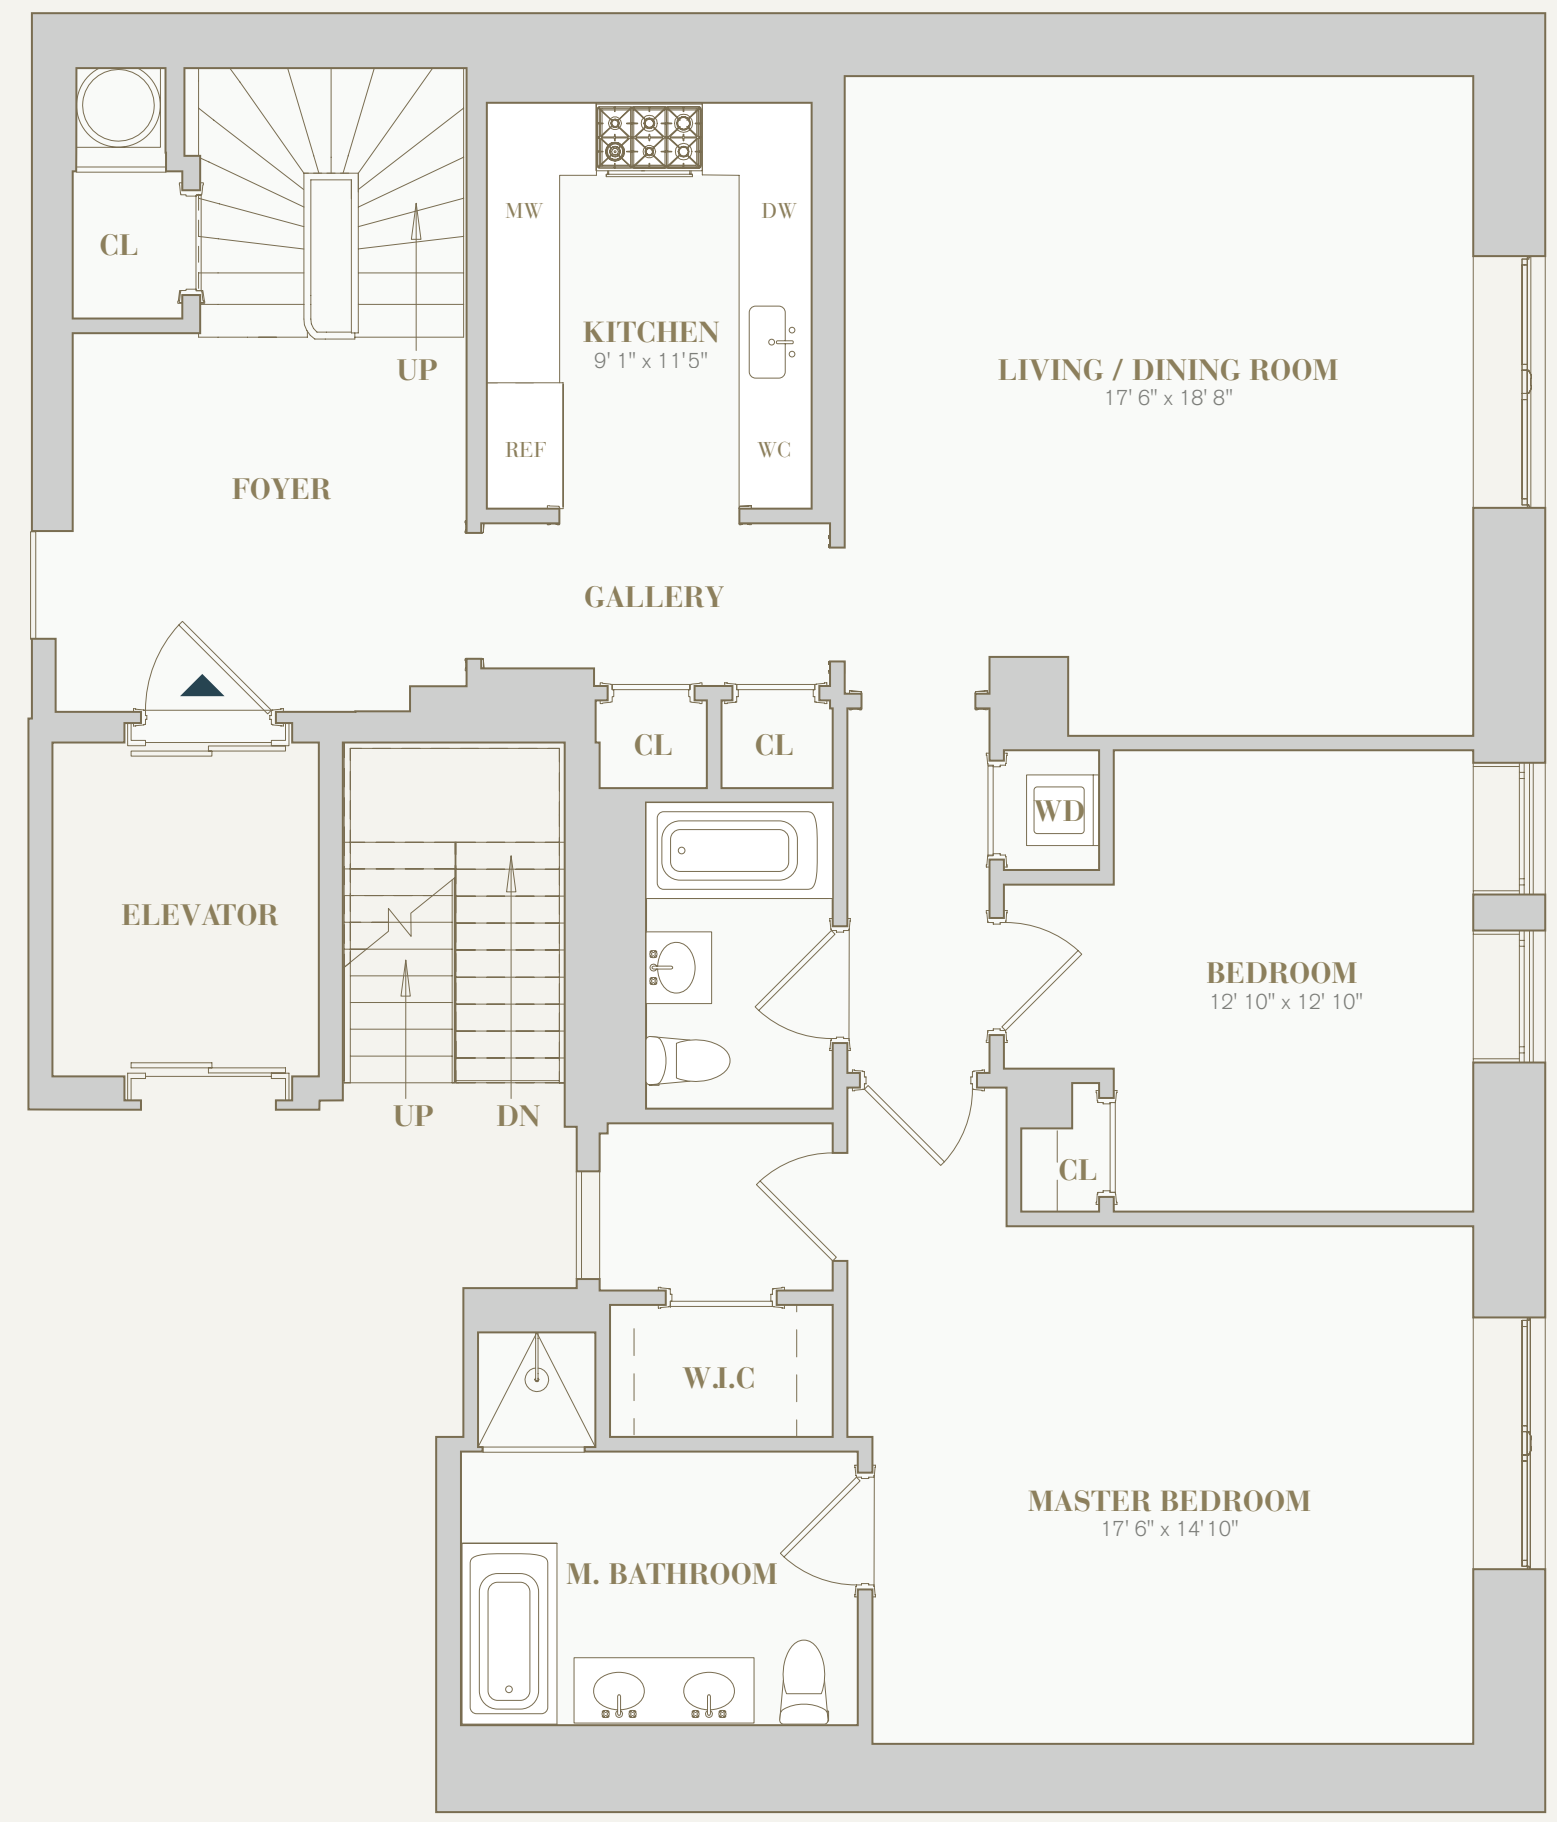 CL
UP
MW
DW
KITCHEN
9' 1" x 11'5"
REF
WC
LIVING / DINING ROOM
17' 6" x 18' 8"
FOYER
GALLERY
CL
CL
WD
ELEVATOR
UP
DN
BEDROOM
12' 10" x 12' 10"
CL
W.I.C
MASTER BEDROOM
17' 6" x 14'10"
M. BATHROOM